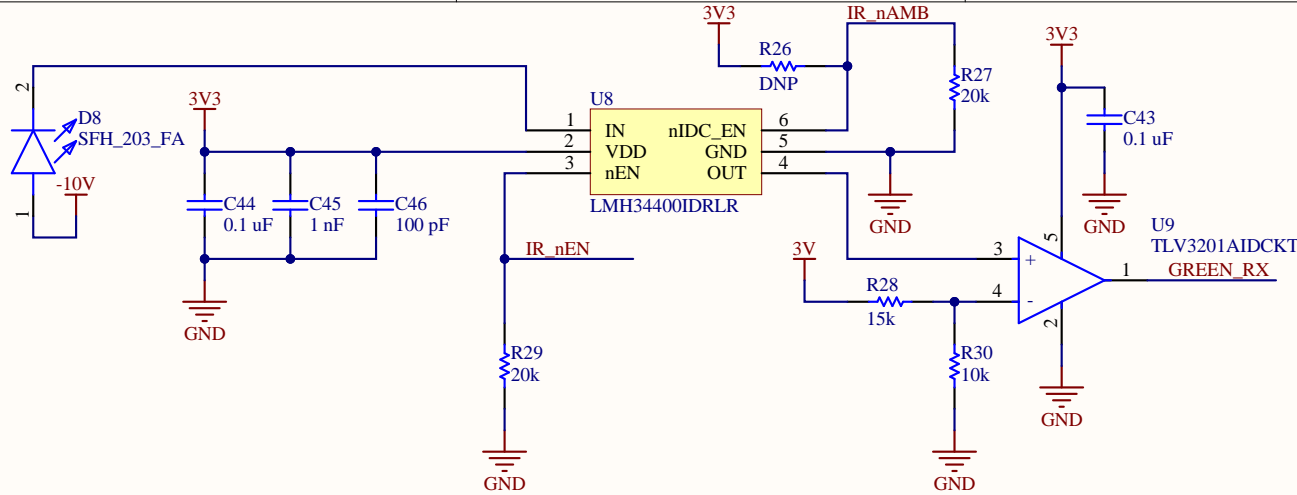 3V3
IR_nAMB
R26
DNP
3V3
R27
20k
2
D8
SFH_203_FA
-10V
1
3V3
U8
1
IN
nIDC_EN
6
2
VDD
GND
5
3
nEN
OUT
4
LMH34400IDRLR
C43
0.1 uF
C44
0.1 uF
C45
1 nF
C46
100 pF
GND
GND
GND
IR_nEN
3V
R28
15k
3
+
4
-
5
2
1
U9
TLV3201AIDCKT
GREEN_RX
R29
20k
R30
10k
GND
GND
GND